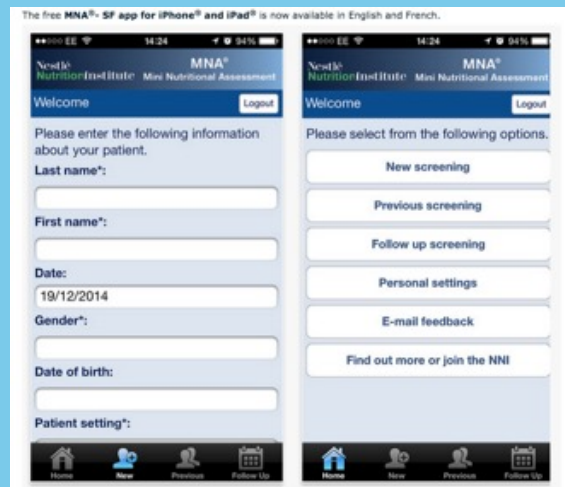 The free MNA®- SF app for iPhone® and iPad® is now available in English and French.
●●○○○ EE 14:24 94%
Nestlé
NutritionInstitute
MNA®
Mini Nutritional Assessment
Welcome Logout
Please enter the following information
about your patient.
Last name*:
First name*:
Date:
19/12/2014
Gender*:
Date of birth:
Patient setting*:
Home New Previous Follow Up
●●○○○ EE 14:24 94%
Nestlé
NutritionInstitute
MNA®
Mini Nutritional Assessment
Welcome Logout
Please select from the following options.
New screening
Previous screening
Follow up screening
Personal settings
E-mail feedback
Find out more or join the NNI
Home New Previous Follow Up